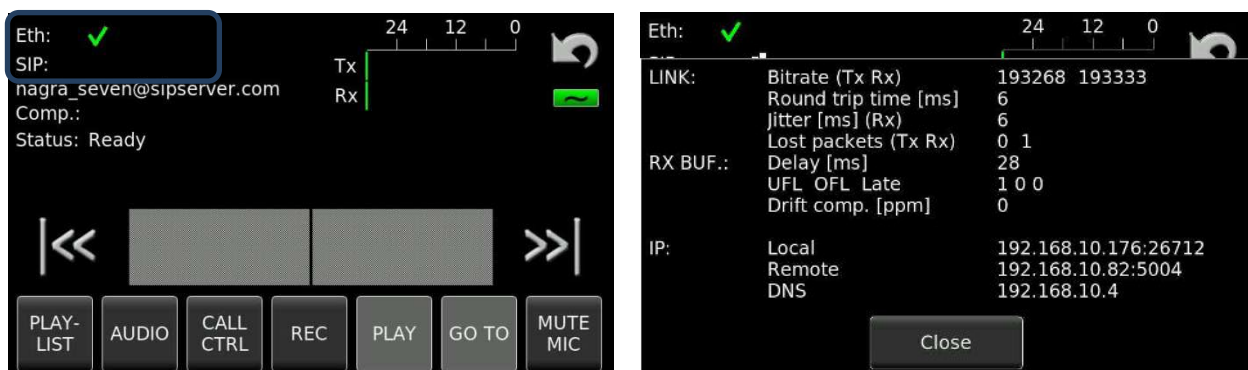 Eth:
24 12 0
SIP:
Tx
nagra_seven@sipserver.com
Rx
Comp.:
Status: Ready
PLAY-
LIST
AUDIO
CALL
CTRL
REC
PLAY
GO TO
MUTE
MIC
Eth:
24 12 0
LINK: Bitrate (Tx Rx) 193268 193333
Round trip time [ms] 6
Jitter [ms] (Rx) 6
Lost packets (Tx Rx) 0 1
RX BUF.: Delay [ms] 28
UFL OFL Late 1 0 0
Drift comp. [ppm] 0
IP: Local 192.168.10.176:26712
Remote 192.168.10.82:5004
DNS 192.168.10.4
Close